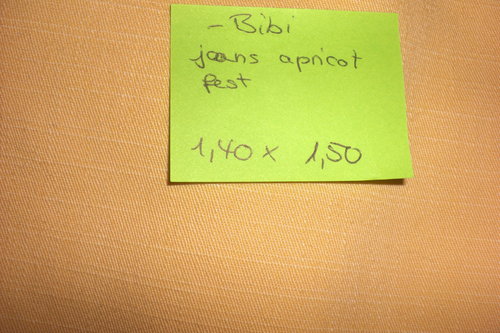 - Bibi
jeans apricot
fest
1,40 x 1,50